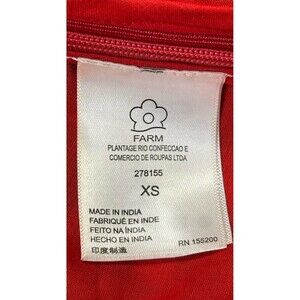 FARM
PLANTAGE RIO CONFECCAO E
COMERCIO DE ROUPAS LTDA
278155
XS
MADE IN INDIA
FABRIQUÉ EN INDE
FEITO NA ÍNDIA
HECHO EN INDIA
印度制造
RN 156200